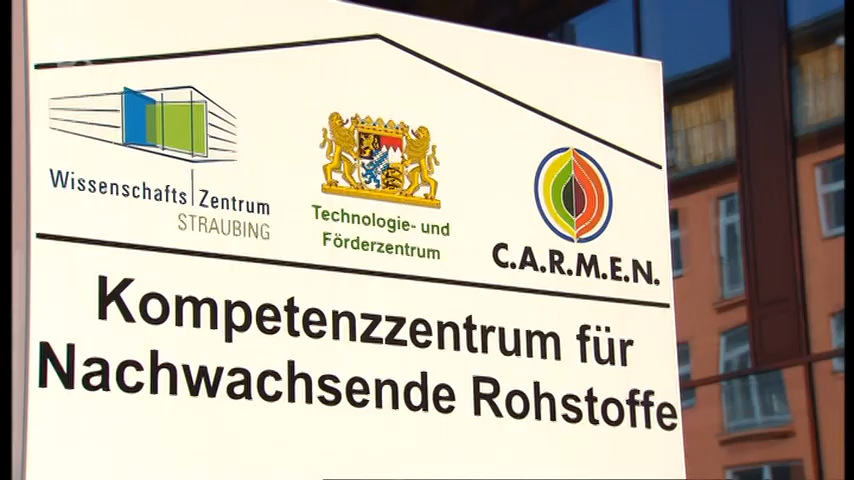 Wissenschafts Zentrum
STRAUBING
Technologie- und
Förderzentrum
C.A.R.M.E.N.
Kompetenzzentrum für
Nachwachsende Rohstoffe